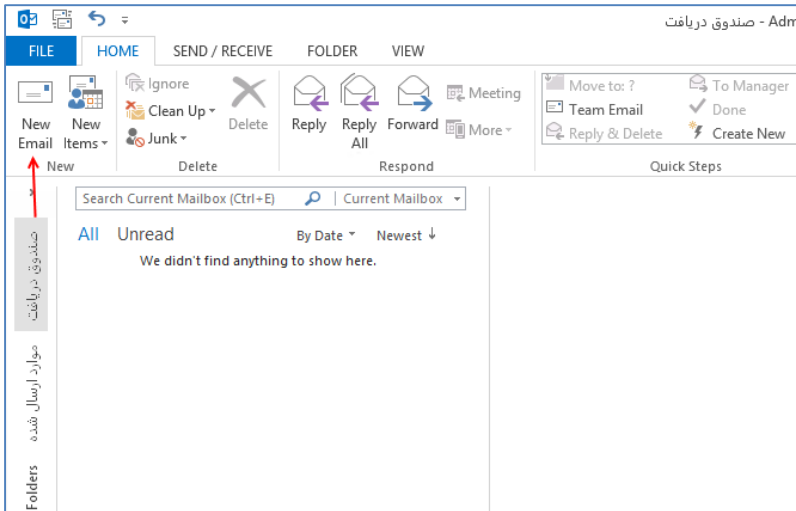 صندوق دریافت - Adm
FILE HOME SEND / RECEIVE FOLDER VIEW
New Email
New Items
Ignore
Clean Up
Junk
Delete
Reply
Reply All
Forward
Meeting
More
Move to: ?
Team Email
Reply & Delete
To Manager
Done
Create New
New
Delete
Respond
Quick Steps
Search Current Mailbox (Ctrl+E) Current Mailbox
All Unread By Date Newest
We didn't find anything to show here.
صندوق دریافت
موارد ارسال شده
Folders